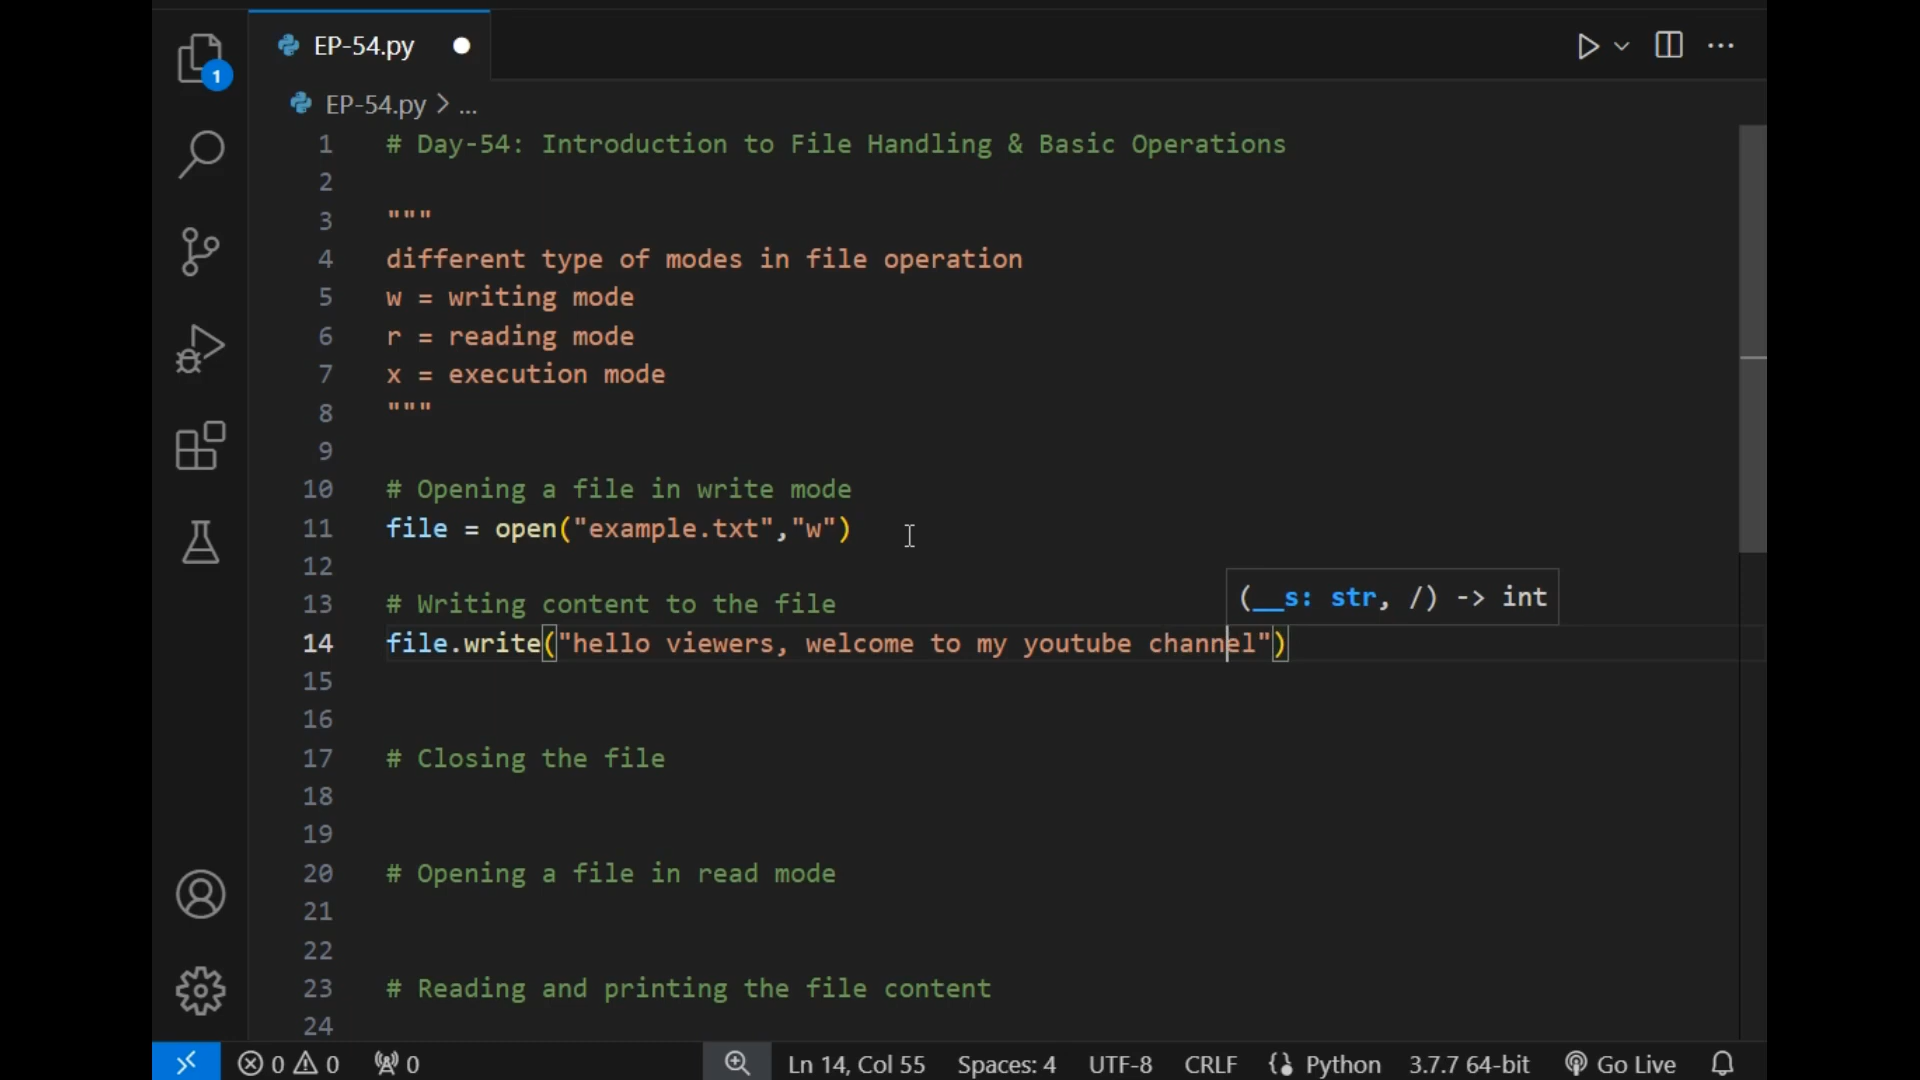 EP-54.py
1
EP-54.py > ...
1 # Day-54: Introduction to File Handling & Basic Operations
2
3 """
4 different type of modes in file operation
5 w = writing mode
6 r = reading mode
7 x = execution mode
8 """
9
10 # Opening a file in write mode
11 file = open("example.txt","w")
12
(__s: str, /) -> int
13 # Writing content to the file
14 file.write("hello viewers, welcome to my youtube channel")
15
16
17 # Closing the file
18
19
20 # Opening a file in read mode
21
22
23 # Reading and printing the file content
24
0 0 0 Ln 14, Col 55 Spaces: 4 UTF-8 CRLF Python 3.7.7 64-bit Go Live